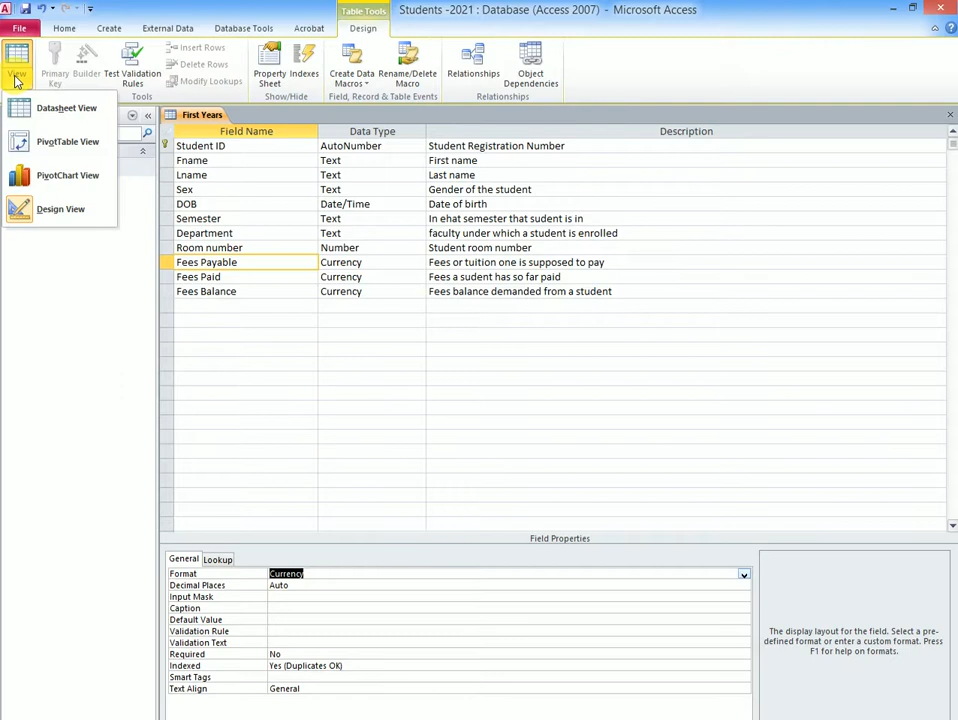 Table Tools
Students -2021 : Database (Access 2007) - Microsoft Access
File
Home
Create
External Data
Database Tools
Acrobat
Design
View
Primary
Key
Builder
Test Validation
Rules
Insert Rows
Delete Rows
Modify Lookups
Property
Sheet
Indexes
Create Data
Macros
Rename/Delete
Macro
Relationships
Object
Dependencies
Tools
Show/Hide
Field, Record & Table Events
Relationships
Datasheet View
PivotTable View
PivotChart View
Design View
First Years
Field Name Data Type Description
Student ID AutoNumber Student Registration Number
Fname Text First name
Lname Text Last name
Sex Text Gender of the student
DOB Date/Time Date of birth
Semester Text In ehat semester that sudent is in
Department Text faculty under which a student is enrolled
Room number Number Student room number
Fees Payable Currency Fees or tuition one is supposed to pay
Fees Paid Currency Fees a sudent has so far paid
Fees Balance Currency Fees balance demanded from a student
Field Properties
General Lookup
Format Currency
Decimal Places Auto
Input Mask
Caption
Default Value
Validation Rule
Validation Text
Required No
Indexed Yes (Duplicates OK)
Smart Tags
Text Align General
The display layout for the field. Select a pre-
defined format or enter a custom format. Press
F1 for help on formats.